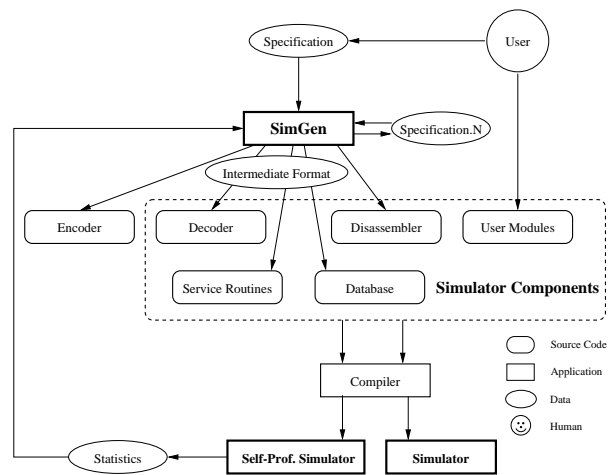 Specification
User
SimGen
Specification.N
Intermediate Format
Encoder
Decoder
Disassembler
User Modules
Service Routines
Database
Simulator Components
Source Code
Compiler
Application
Data
Human
Statistics
Self-Prof. Simulator
Simulator